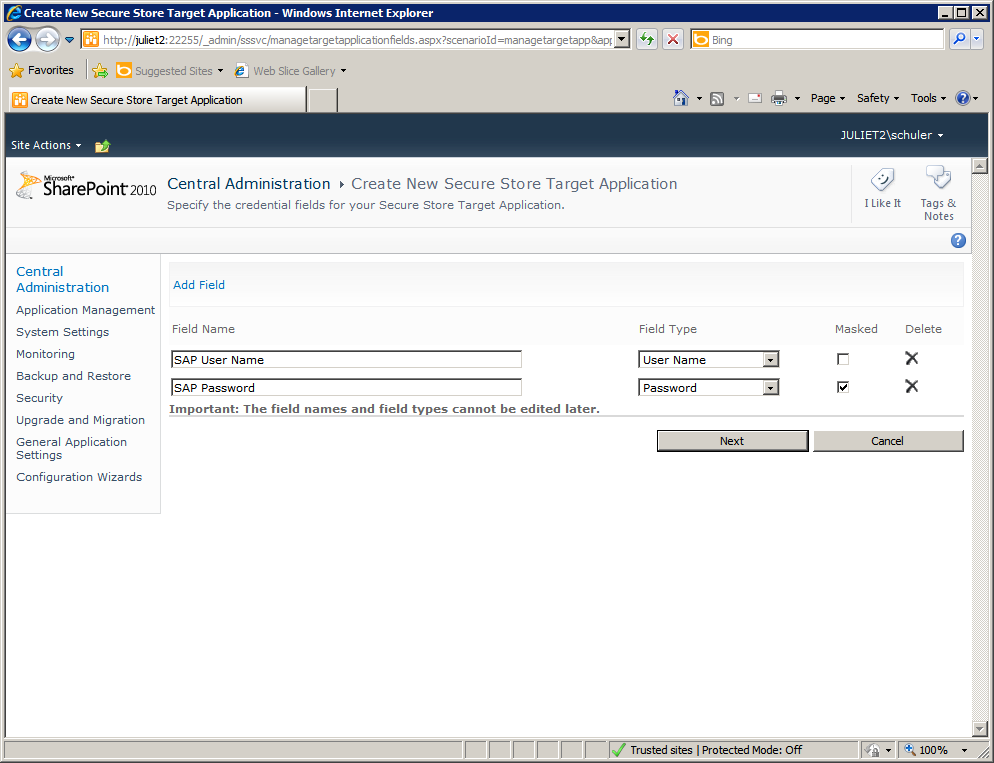 Create New Secure Store Target Application - Windows Internet Explorer
http://juliet2:22255/_admin/sssvc/managetargetapplicationfields.aspx?scenarioId=managetargetapp&app
Bing
Favorites
Suggested Sites
Web Slice Gallery
Create New Secure Store Target Application
Page
Safety
Tools
JULIET2\schuler
Site Actions
Microsoft®
SharePoint 2010
Central Administration
Create New Secure Store Target Application
Specify the credential fields for your Secure Store Target Application.
I Like It
Tags &
Notes
Central
Administration
Application Management
System Settings
Monitoring
Backup and Restore
Security
Upgrade and Migration
General Application
Settings
Configuration Wizards
Add Field
Field Name
Field Type
Masked
Delete
SAP User Name
User Name
SAP Password
Password
Important: The field names and field types cannot be edited later.
Next
Cancel
Trusted sites | Protected Mode: Off
100%